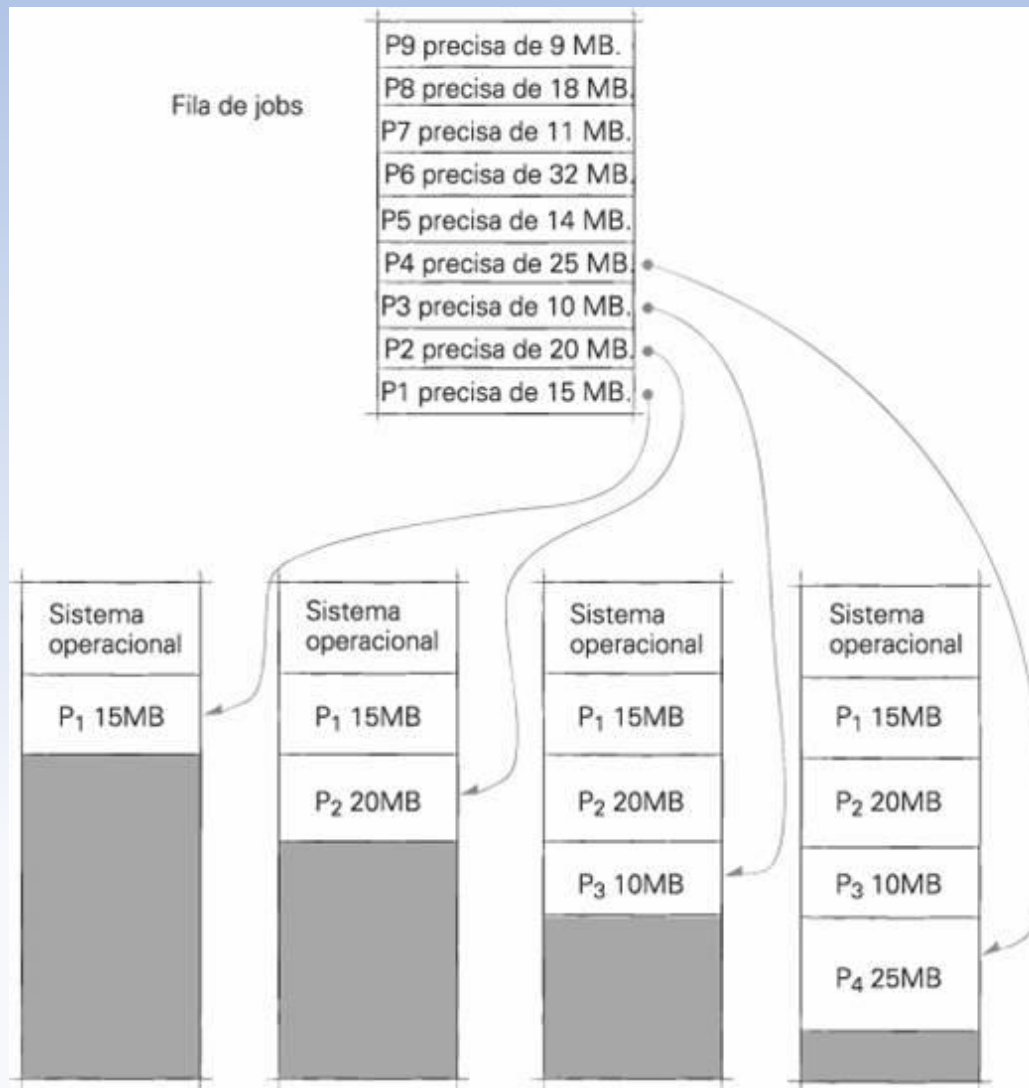 Fila de jobs
P9 precisa de 9 MB.
P8 precisa de 18 MB.
P7 precisa de 11 MB.
P6 precisa de 32 MB.
P5 precisa de 14 MB.
P4 precisa de 25 MB.
P3 precisa de 10 MB.
P2 precisa de 20 MB.
P1 precisa de 15 MB.
Sistema
operacional
P₁ 15MB
Sistema
operacional
P₁ 15MB
P₂ 20MB
Sistema
operacional
P₁ 15MB
P₂ 20MB
P₃ 10MB
Sistema
operacional
P₁ 15MB
P₂ 20MB
P₃ 10MB
P₄ 25MB